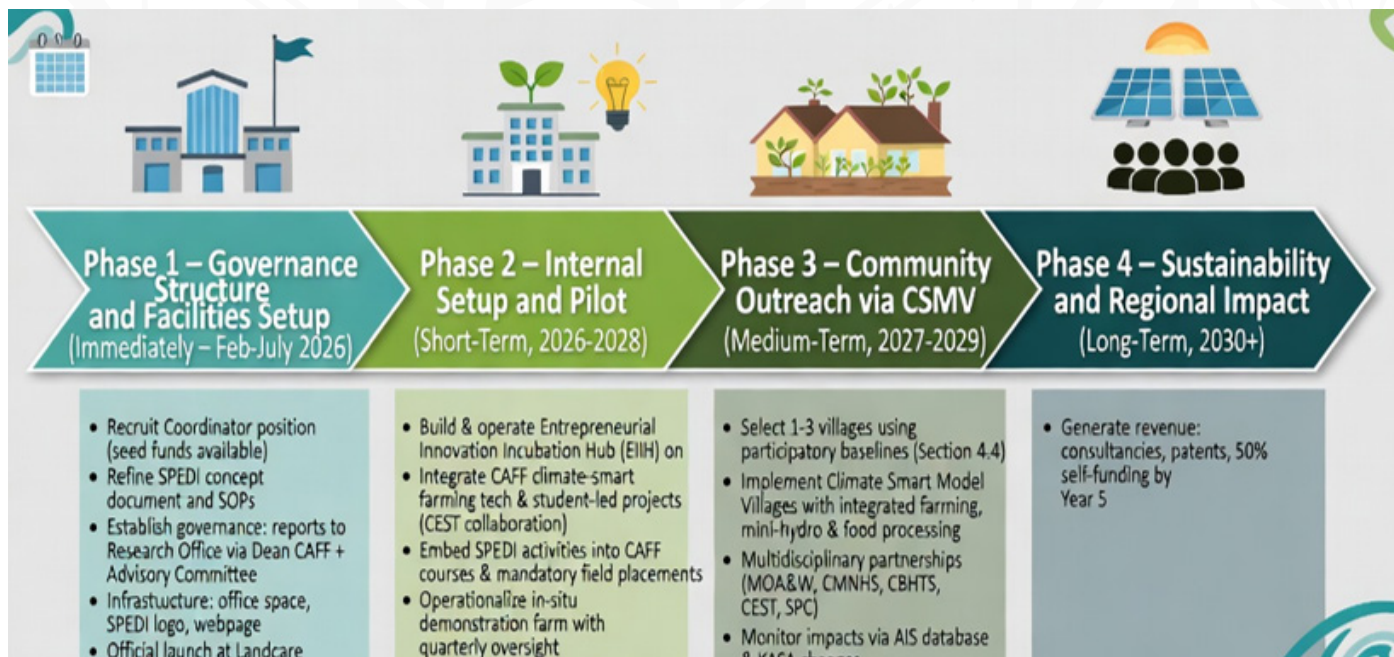 Phase 1 – Governance
Structure
and Facilities Setup
(Immediately – Feb-July 2026)
Phase 2 – Internal
Setup and Pilot
(Short-Term, 2026-2028)
Phase 3 – Community
Outreach via CSMV
(Medium-Term, 2027-2029)
Phase 4 – Sustainability
and Regional Impact
(Long-Term, 2030+)
• Recruit Coordinator position
(seed funds available)
• Refine SPEDI concept
document and SOPs
• Establish governance: reports to
Research Office via Dean CAFF +
Advisory Committee
• Infrastucture: office space,
SPEDI logo, webpage
• Official launch at Landcare
• Build & operate Entrepreneurial
Innovation Incubation Hub (EIIH) on
• Integrate CAFF climate-smart
farming tech & student-led projects
(CEST collaboration)
• Embed SPEDI activities into CAFF
courses & mandatory field placements
• Operationalize in-situ
demonstration farm with
quarterly oversight
• Select 1-3 villages using
participatory baselines (Section 4.4)
• Implement Climate Smart Model
Villages with integrated farming,
mini-hydro & food processing
• Multidisciplinary partnerships
(MOA&W, CMNHS, CBHTS,
CEST, SPC)
• Monitor impacts via AIS database
• Generate revenue:
consultancies, patents, 50%
self-funding by
Year 5